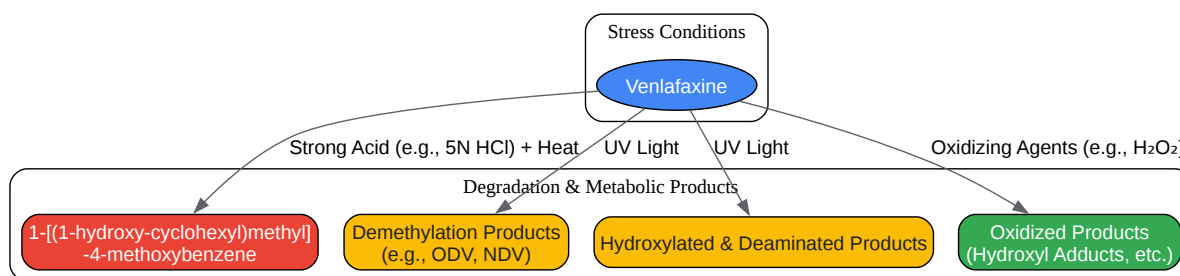 Stress Conditions
Venlafaxine
Strong Acid (e.g., 5N HCl) + Heat
UV Light
UV Light
Oxidizing Agents (e.g., H₂O₂)
Degradation & Metabolic Products
1-[(1-hydroxy-cyclohexyl)methyl]
-4-methoxybenzene
Demethylation Products
(e.g., ODV, NDV)
Hydroxylated & Deaminated Products
Oxidized Products
(Hydroxyl Adducts, etc.)